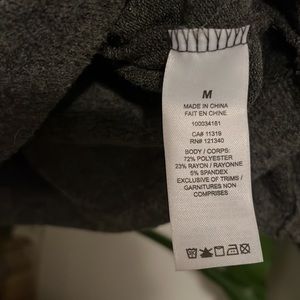 M
MADE IN CHINA
FAIT EN CHINE
100034161
CA# 11319
RN# 121340
BODY / CORPS:
72% POLYESTER
23% RAYON / RAYONNE
5% SPANDEX
EXCLUSIVE OF TRIMS /
GARNITURES NON
COMPRISES